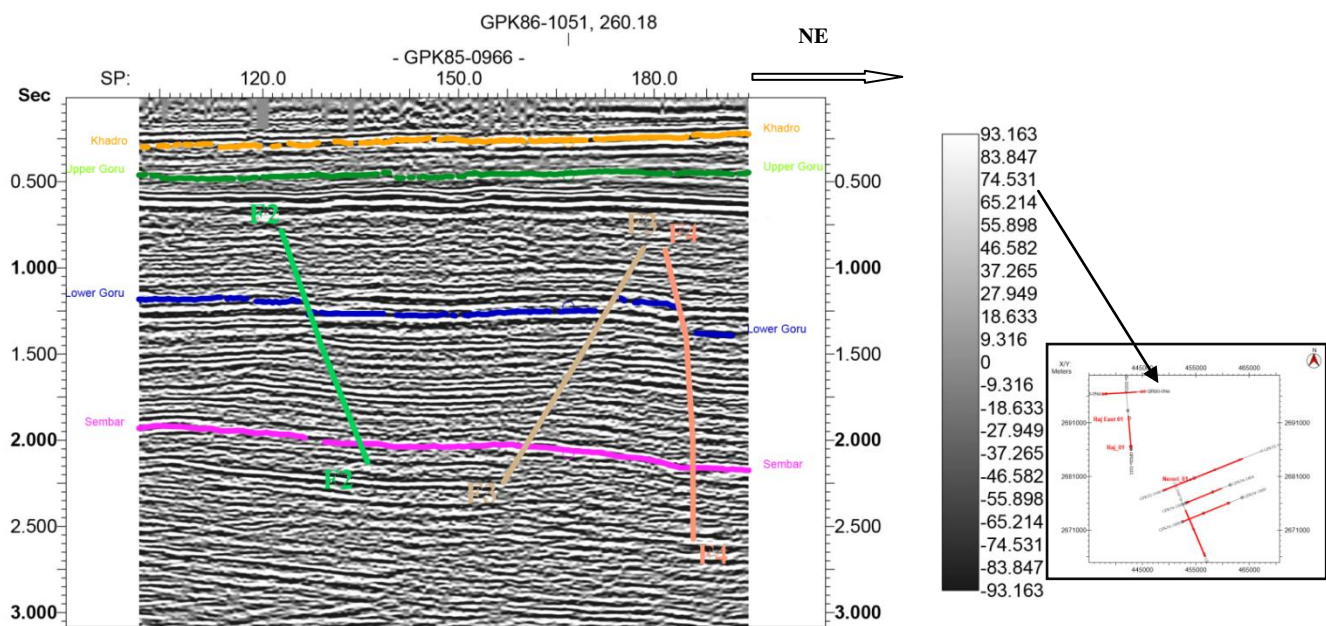 GPK86-1051, 260.18
NE
- GPK85-0966 -
SP: 120.0 150.0 180.0
Sec
Khadro Khadro
Upper Goru Upper Goru
0.500 0.500
F2 F3 F4
1.000 1.000
Lower Goru Lower Goru
1.500 1.500
Sembar Sembar
2.000 2.000
F2 F3
2.500 2.500
F4
3.000 3.000
93.163
83.847
74.531
65.214
55.898
46.582
37.265
27.949
18.633
9.316
0
-9.316
-18.633
-27.949
-37.265
-46.582
-55.898
-65.214
-74.531
-83.847
-93.163
N
X/Y:
Meters
445000 455000 465000
2691000 Raj East 01 2691000
Raj_01
2681000 2681000
2671000 2671000
445000 455000 465000